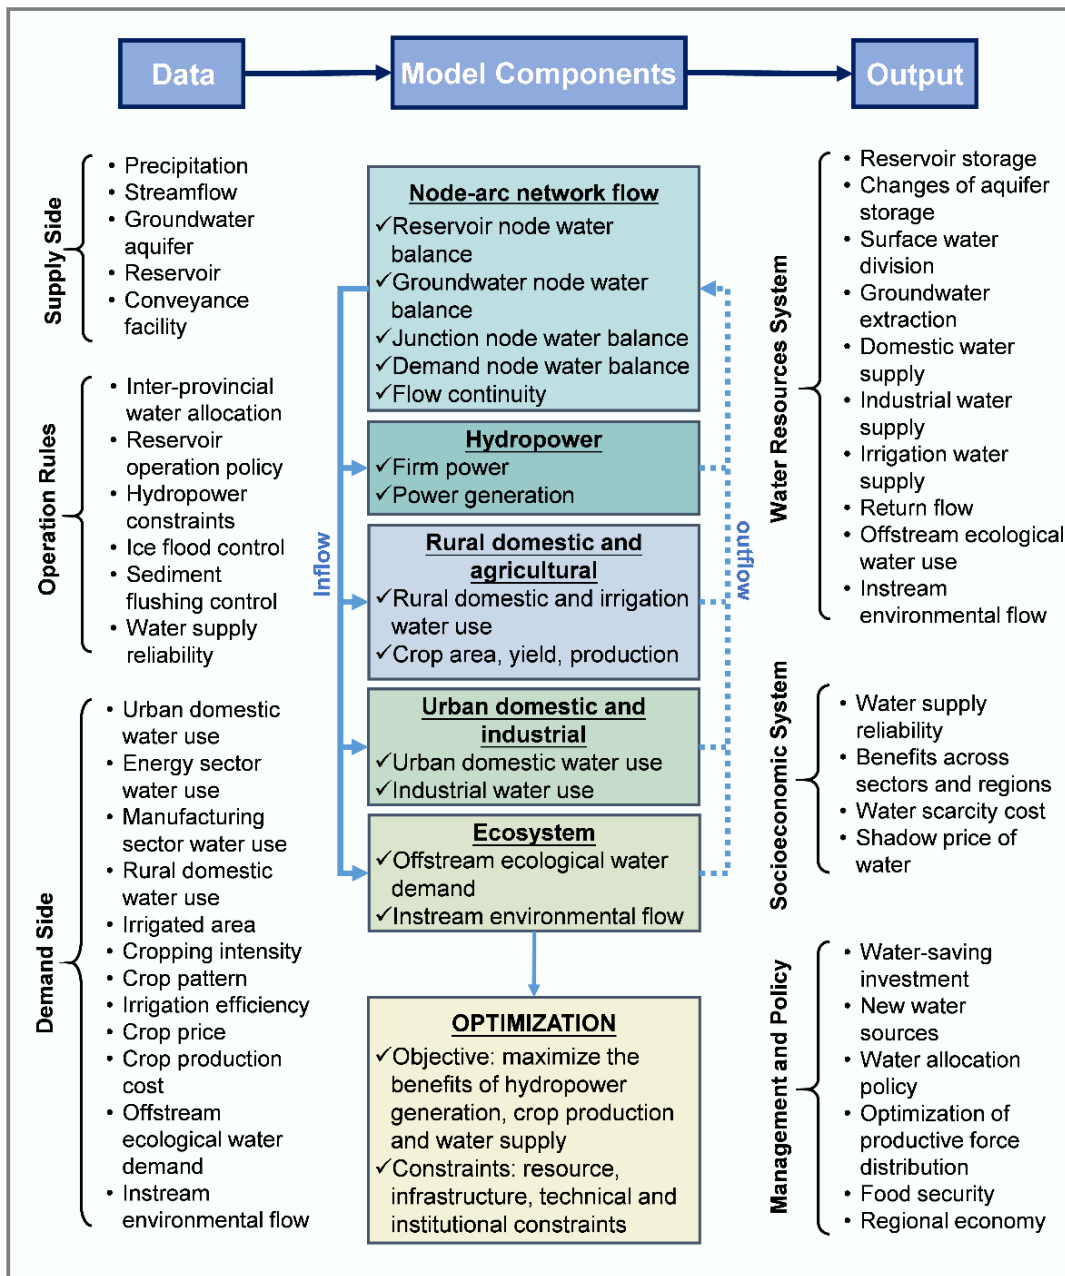 Data
Model Components
Output
Supply Side
• Precipitation
• Streamflow
• Groundwater
aquifer
• Reservoir
• Conveyance
facility
Operation Rules
• Inter-provincial
water allocation
• Reservoir
operation policy
• Hydropower
constraints
• Ice flood control
• Sediment
flushing control
• Water supply
reliability
Demand Side
• Urban domestic
water use
• Energy sector
water use
• Manufacturing
sector water use
• Rural domestic
water use
• Irrigated area
• Cropping intensity
• Crop pattern
• Irrigation efficiency
• Crop price
• Crop production
cost
• Offstream
ecological water
demand
• Instream
environmental flow
Inflow
Node-arc network flow
✓Reservoir node water
balance
✓Groundwater node water
balance
✓Junction node water balance
✓Demand node water balance
✓Flow continuity
Hydropower
✓Firm power
✓Power generation
Rural domestic and
agricultural
✓Rural domestic and irrigation
water use
✓Crop area, yield, production
Urban domestic and
industrial
✓Urban domestic water use
✓Industrial water use
Ecosystem
✓Offstream ecological water
demand
✓Instream environmental flow
OPTIMIZATION
✓Objective: maximize the
benefits of hydropower
generation, crop production
and water supply
✓Constraints: resource,
infrastructure, technical and
institutional constraints
outflow
Water Resources System
• Reservoir storage
• Changes of aquifer
storage
• Surface water
division
• Groundwater
extraction
• Domestic water
supply
• Industrial water
supply
• Irrigation water
supply
• Return flow
• Offstream ecological
water use
• Instream
environmental flow
Socioeconomic System
• Water supply
reliability
• Benefits across
sectors and regions
• Water scarcity cost
• Shadow price of
water
Management and Policy
• Water-saving
investment
• New water
sources
• Water allocation
policy
• Optimization of
productive force
distribution
• Food security
• Regional economy